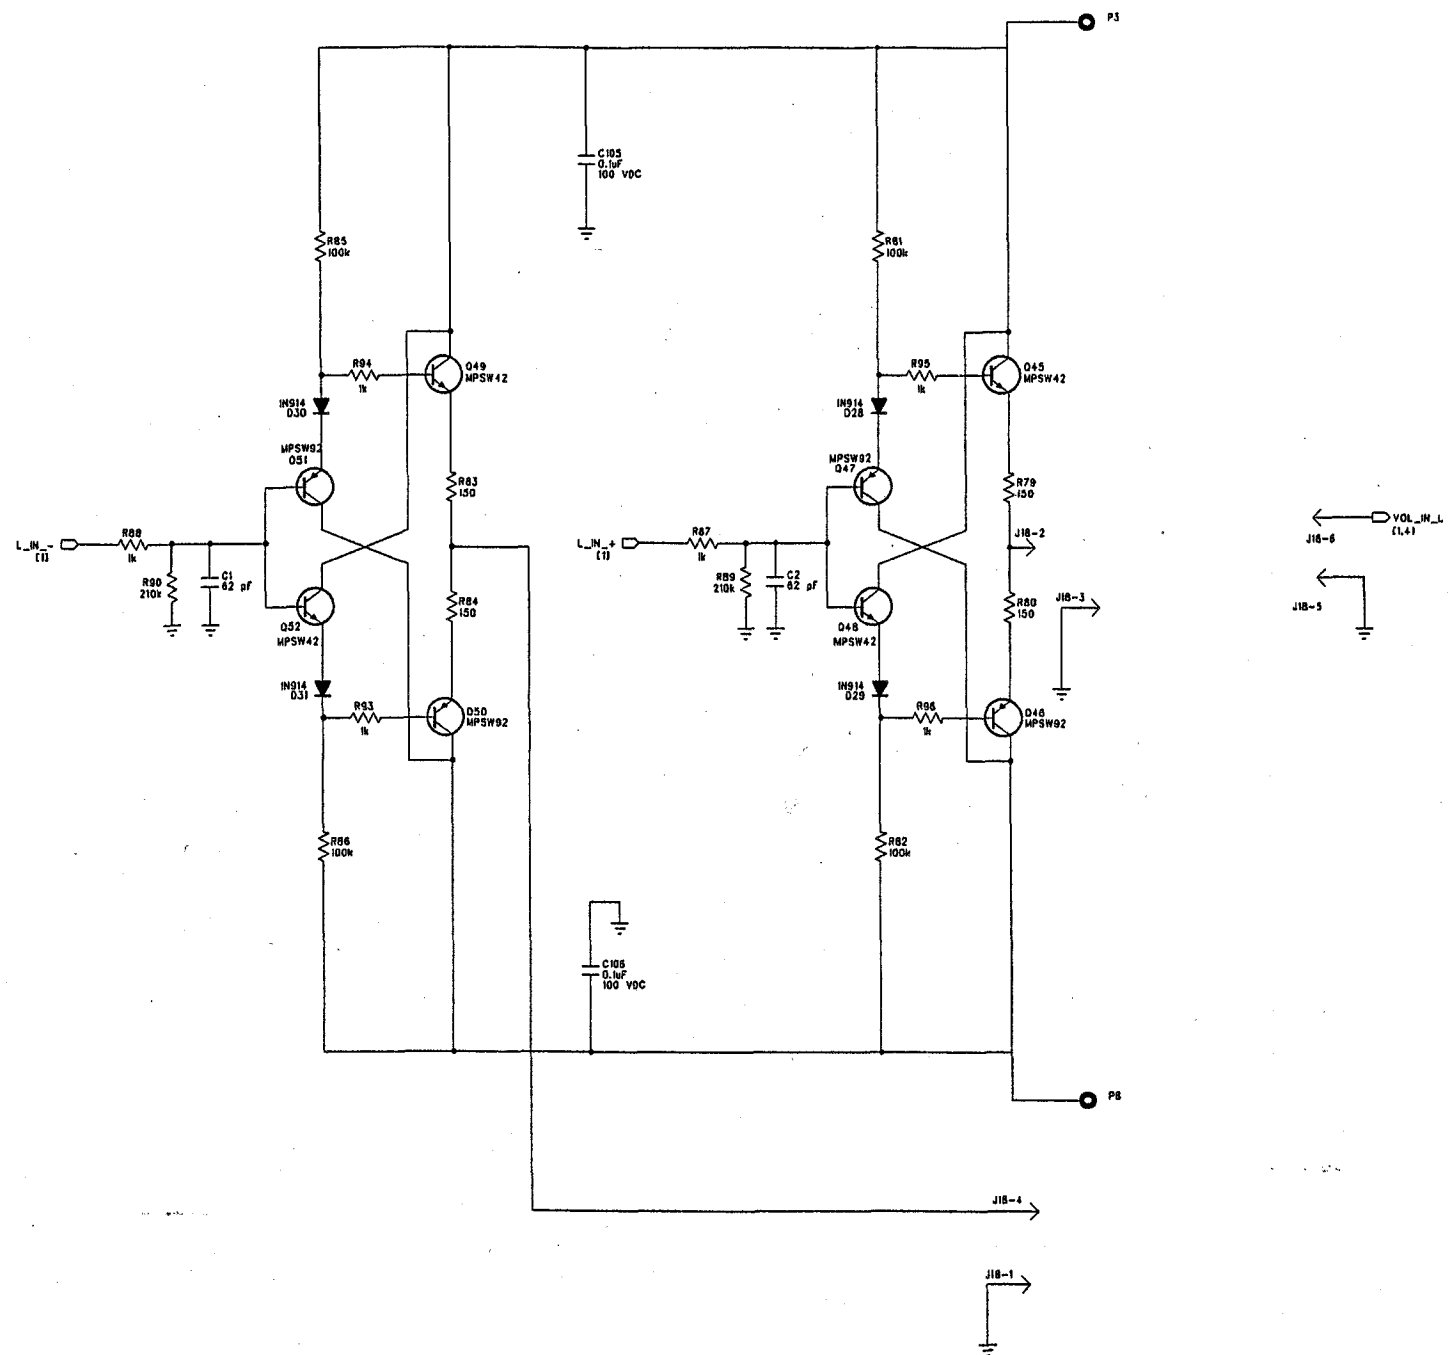 P3
C105
0.1uF
100 VDC
R85
100k
R81
100k
R94
1k
Q49
MPSW42
R95
1k
Q45
MPSW42
1N914
D30
1N914
D28
MPSW92
Q51
MPSW92
Q47
R83
150
R79
150
L_IN_-
[1]
R88
1k
R90
210k
C1
62 pF
L_IN_+
[1]
R87
1k
R89
210k
C2
62 pF
J18-2
J18-6
VOL_IN_L
[1,4]
Q52
MPSW42
R84
150
Q48
MPSW42
R80
150
J18-3
J18-5
1N914
D31
R93
1k
Q50
MPSW92
1N914
D29
R96
1k
Q46
MPSW92
R86
100k
R82
100k
C106
0.1uF
100 VDC
J18-4
J18-1